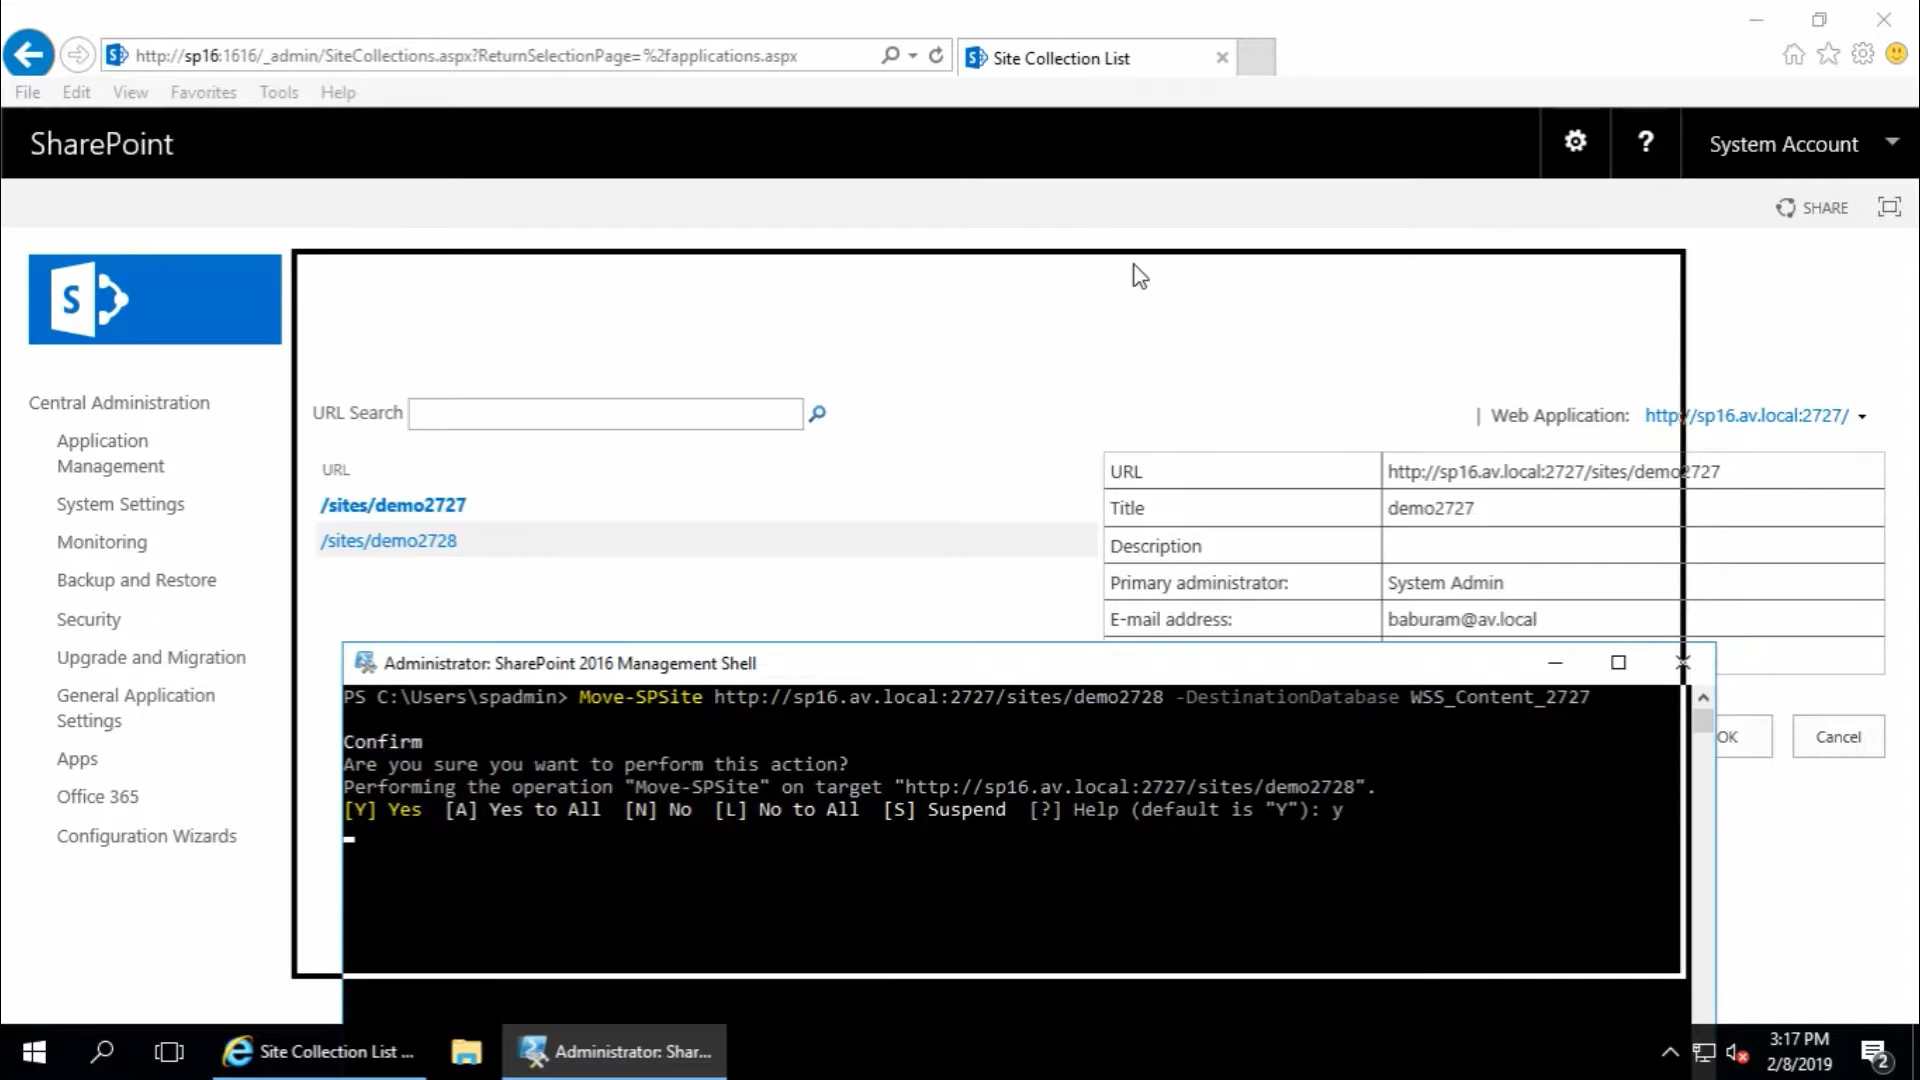 http://sp16:1616/_admin/SiteCollections.aspx?ReturnSelectionPage=%2fapplications.aspx
Site Collection List
File Edit View Favorites Tools Help
SharePoint
? System Account
SHARE
S
Central Administration
Application Management
System Settings
Monitoring
Backup and Restore
Security
Upgrade and Migration
General Application Settings
Apps
Office 365
Configuration Wizards
URL Search
| Web Application: http://sp16.av.local:2727/
URL
/sites/demo2727
/sites/demo2728
URL http://sp16.av.local:2727/sites/demo2727
Title demo2727
Description
Primary administrator: System Admin
E-mail address: baburam@av.local
OK Cancel
Administrator: SharePoint 2016 Management Shell
PS C:\Users\spadmin> Move-SPSite http://sp16.av.local:2727/sites/demo2728 -DestinationDatabase WSS_Content_2727
Confirm
Are you sure you want to perform this action?
Performing the operation "Move-SPSite" on target "http://sp16.av.local:2727/sites/demo2728".
[Y] Yes [A] Yes to All [N] No [L] No to All [S] Suspend [?] Help (default is "Y"): y
Site Collection List ...
Administrator: Shar...
3:17 PM
2/8/2019
2